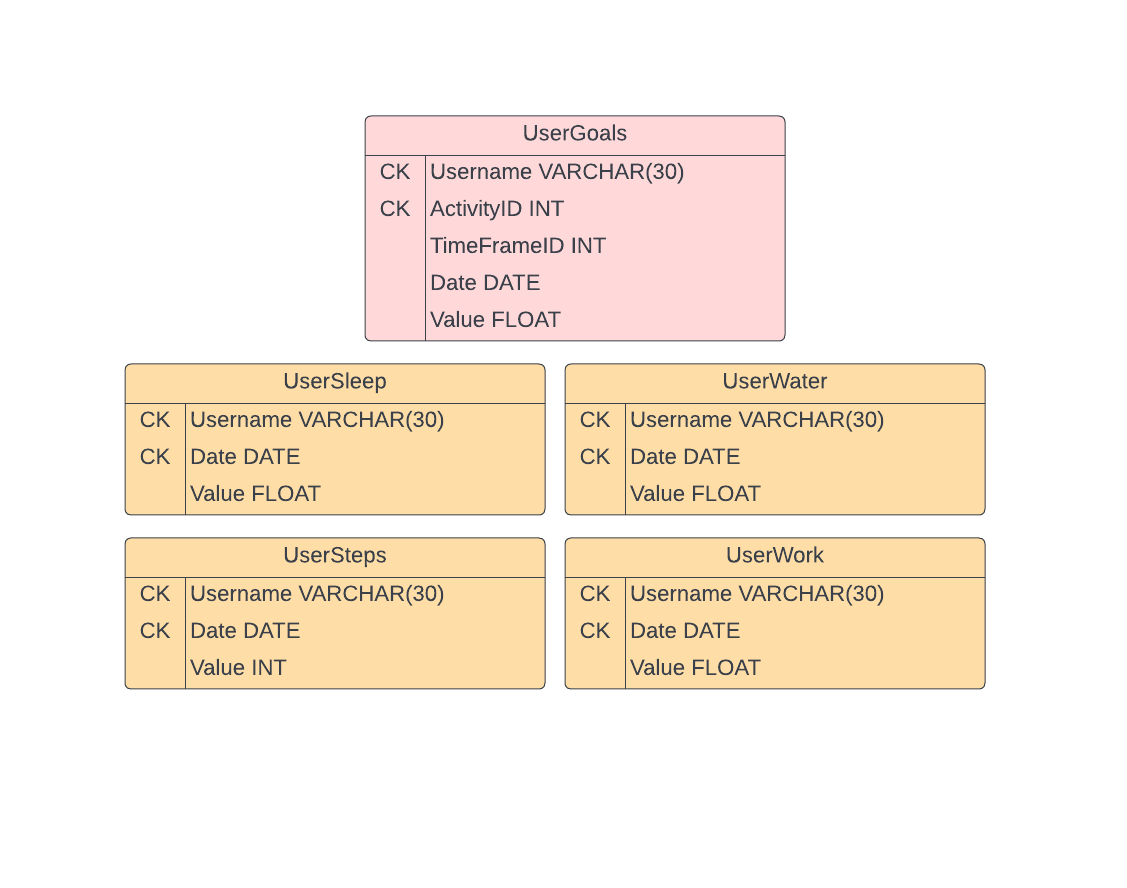 UserGoals
CK Username VARCHAR(30)
CK ActivityID INT
TimeFrameID INT
Date DATE
Value FLOAT
UserSleep
CK Username VARCHAR(30)
CK Date DATE
Value FLOAT
UserWater
CK Username VARCHAR(30)
CK Date DATE
Value FLOAT
UserSteps
CK Username VARCHAR(30)
CK Date DATE
Value INT
UserWork
CK Username VARCHAR(30)
CK Date DATE
Value FLOAT